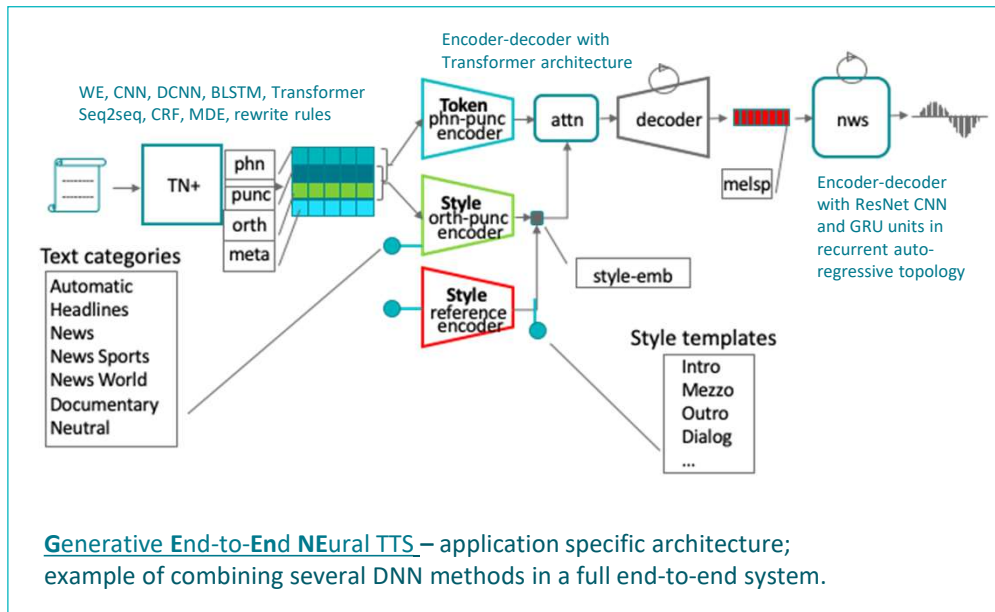 Encoder-decoder with
Transformer architecture
WE, CNN, DCNN, BLSTM, Transformer
Seq2seq, CRF, MDE, rewrite rules
TN+
phn
punc
orth
meta
Token
phn-punc
encoder
attn
decoder
melsp
nws
Encoder-decoder
with ResNet CNN
and GRU units in
recurrent auto-
regressive topology
Style
orth-punc
encoder
style-emb
Style
reference
encoder
Text categories
Automatic
Headlines
News
News Sports
News World
Documentary
Neutral
Style templates
Intro
Mezzo
Outro
Dialog
...
Generative End-to-End NEural TTS – application specific architecture;
example of combining several DNN methods in a full end-to-end system.